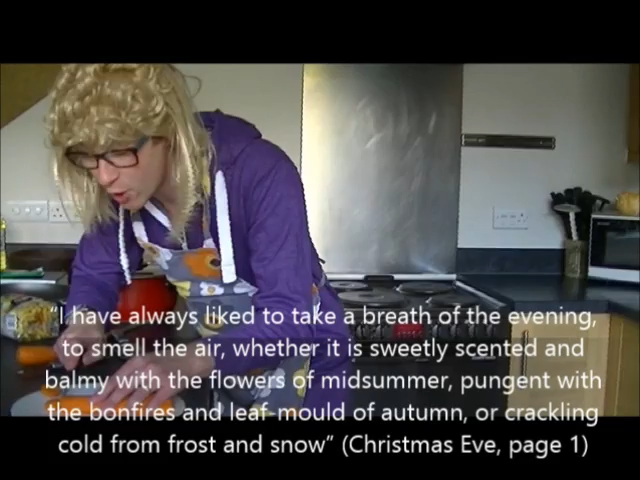 “I have always liked to take a breath of the evening,
to smell the air, whether it is sweetly scented and
balmy with the flowers of midsummer, pungent with
the bonfires and leaf-mould of autumn, or crackling
cold from frost and snow” (Christmas Eve, page 1)